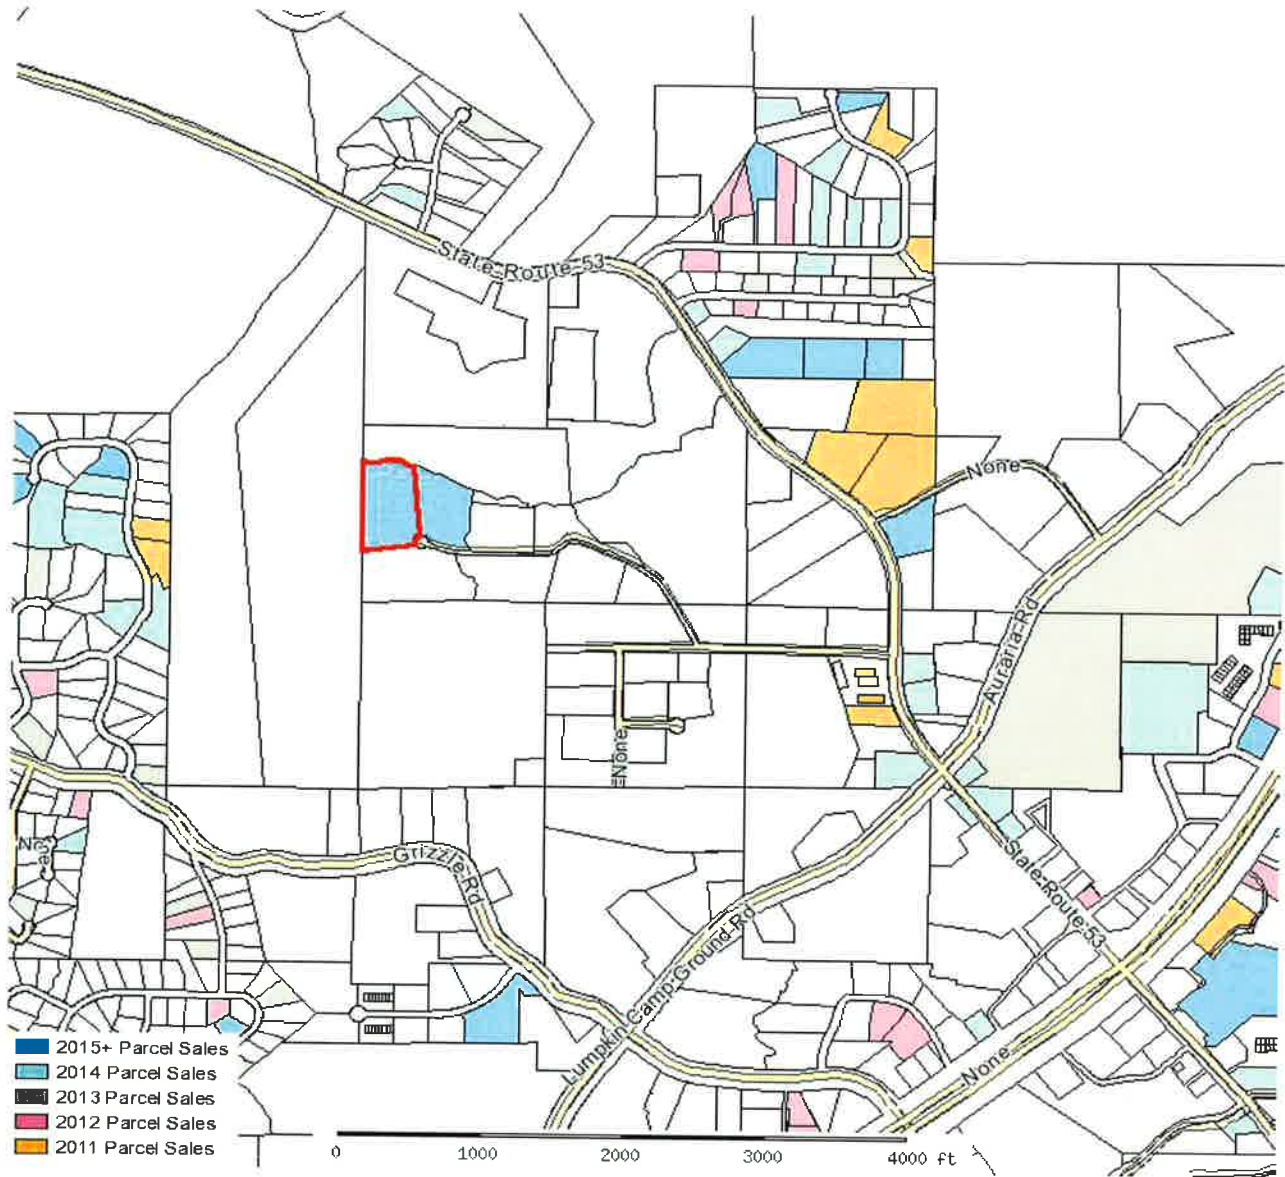 State Route 53
None
Auraria Rd
None
Grizzle Rd
None
State Route 53
Lumpkin Camp Ground Rd
None
2015+ Parcel Sales
2014 Parcel Sales
2013 Parcel Sales
2012 Parcel Sales
2011 Parcel Sales
0 1000 2000 3000 4000 ft